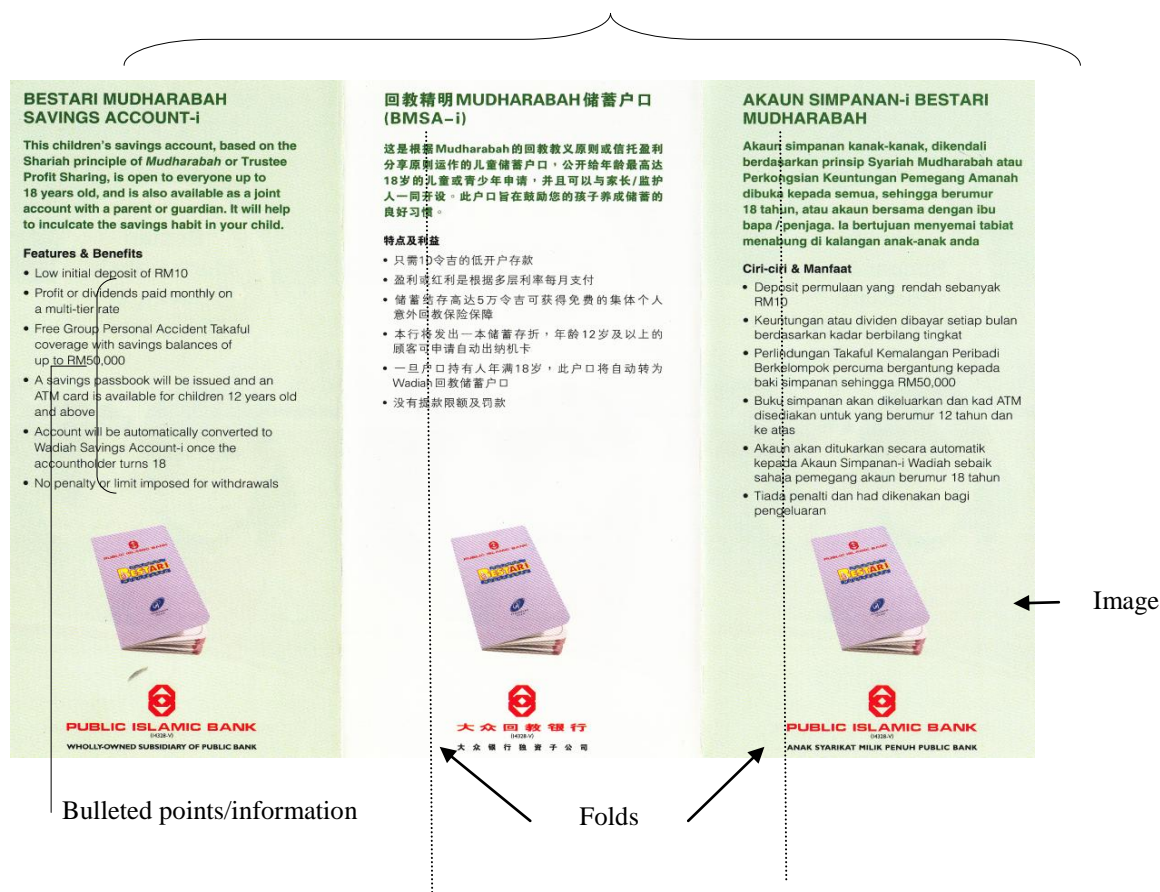 BESTARI MUDHARABAH
SAVINGS ACCOUNT-i
This children's savings account, based on the
Shariah principle of Mudharabah or Trustee
Profit Sharing, is open to everyone up to
18 years old, and is also available as a joint
account with a parent or guardian. It will help
to inculcate the savings habit in your child.
Features & Benefits
• Low initial deposit of RM10
• Profit or dividends paid monthly on
a multi-tier rate
• Free Group Personal Accident Takaful
coverage with savings balances of
up to RM50,000
• A savings passbook will be issued and an
ATM card is available for children 12 years old
and above
• Account will be automatically converted to
Wadiah Savings Account-i once the
accountholder turns 18
• No penalty or limit imposed for withdrawals
PUBLIC ISLAMIC BANK
BESTARI
PUBLIC ISLAMIC BANK
(14328-V)
WHOLLY-OWNED SUBSIDIARY OF PUBLIC BANK
回教精明MUDHARABAH储蓄户口
(BMSA-i)
这是根据Mudharabah的回教教义原则或信托盈利
分享原则运作的儿童储蓄户口，公开给年龄最高达
18岁的儿童或青少年申请，并且可以与家长/监护
人一同开设。此户口旨在鼓励您的孩子养成储蓄的
良好习惯。
特点及利益
• 只需10令吉的低开户存款
• 盈利或红利是根据多层利率每月支付
• 储蓄结存高达5万令吉可获得免费的集体个人
意外回教保险保障
• 本行将发出一本储蓄存折，年龄12岁及以上的
顾客可申请自动出纳机卡
• 一旦户口持有人年满18岁，此户口将自动转为
Wadiah回教储蓄户口
• 没有提款限额及罚款
PUBLIC ISLAMIC BANK
BESTARI
大众回教银行
(14328-V)
大众银行独资子公司
AKAUN SIMPANAN-i BESTARI
MUDHARABAH
Akaun simpanan kanak-kanak, dikendali
berdasarkan prinsip Syariah Mudharabah atau
Perkongsian Keuntungan Pemegang Amanah
dibuka kepada semua, sehingga berumur
18 tahun, atau akaun bersama dengan ibu
bapa / penjaga. Ia bertujuan menyemai tabiat
menabung di kalangan anak-anak anda
Ciri-ciri & Manfaat
• Deposit permulaan yang rendah sebanyak
RM10
• Keuntungan atau dividen dibayar setiap bulan
berdasarkan kadar berbilang tingkat
• Perlindungan Takaful Kemalangan Peribadi
Berkelompok percuma bergantung kepada
baki simpanan sehingga RM50,000
• Buku simpanan akan dikeluarkan dan kad ATM
disediakan untuk yang berumur 12 tahun dan
ke atas
• Akaun akan ditukarkan secara automatik
kepada Akaun Simpanan-i Wadiah sebaik
sahaja pemegang akaun berumur 18 tahun
• Tiada penalti dan had dikenakan bagi
pengeluaran
PUBLIC ISLAMIC BANK
BESTARI
PUBLIC ISLAMIC BANK
(14328-V)
ANAK SYARIKAT MILIK PENUH PUBLIC BANK
Image
Bulleted points/information
Folds